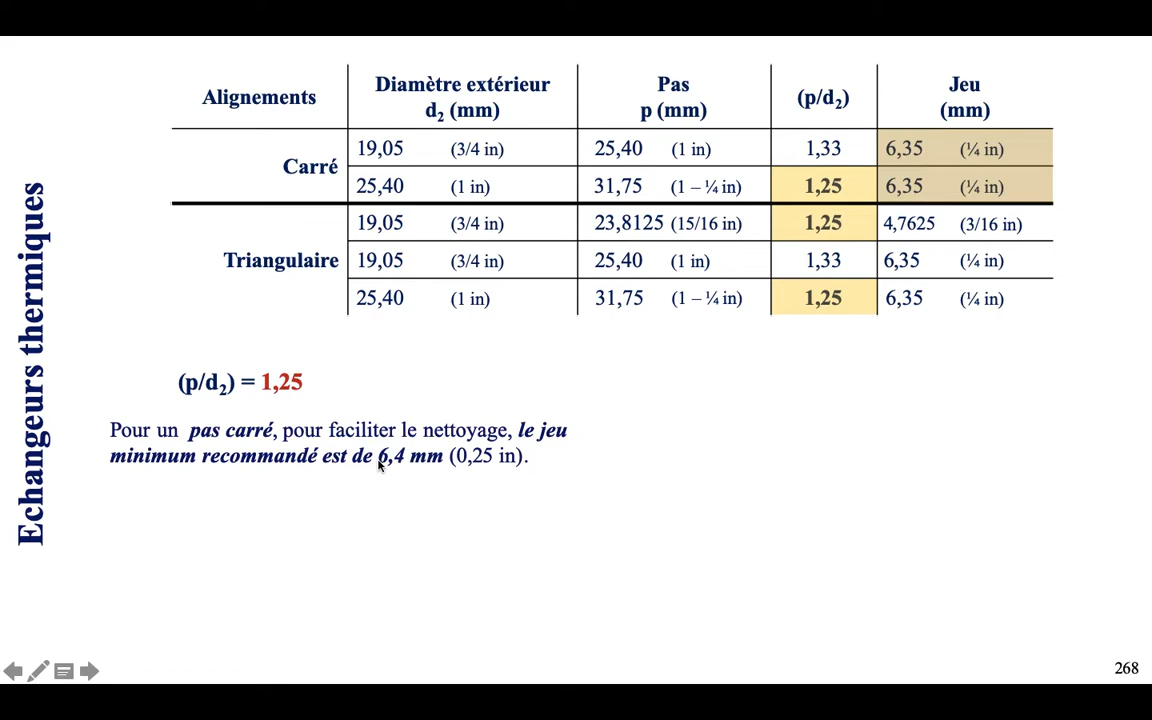 Echangeurs thermiques
Alignements Diamètre extérieur d2 (mm) Pas p (mm) (p/d2) Jeu (mm)
Carré 19,05 (3/4 in) 25,40 (1 in) 1,33 6,35 (¼ in)
25,40 (1 in) 31,75 (1 – ¼ in) 1,25 6,35 (¼ in)
Triangulaire 19,05 (3/4 in) 23,8125 (15/16 in) 1,25 4,7625 (3/16 in)
19,05 (3/4 in) 25,40 (1 in) 1,33 6,35 (¼ in)
25,40 (1 in) 31,75 (1 – ¼ in) 1,25 6,35 (¼ in)
(p/d2) = 1,25
Pour un pas carré, pour faciliter le nettoyage, le jeu
minimum recommandé est de 6,4 mm (0,25 in).
268